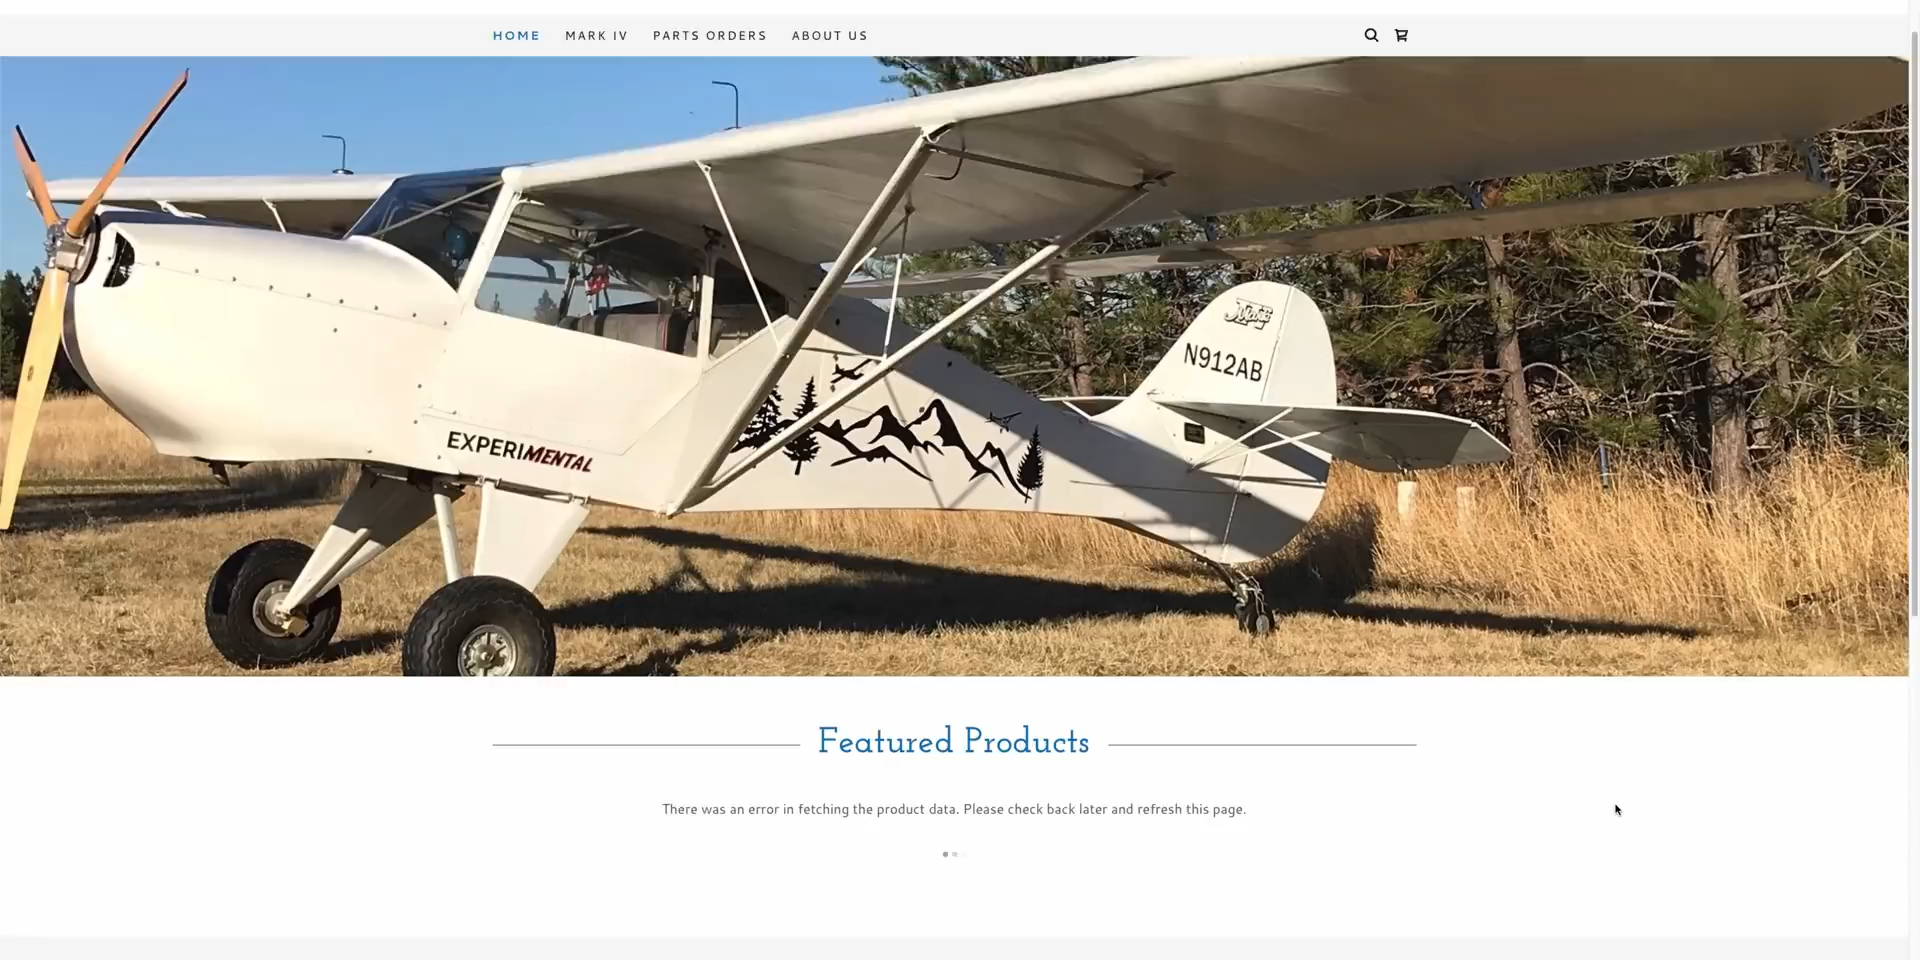 HOME MARK IV PARTS ORDERS ABOUT US
N912AB
EXPERIMENTAL
Featured Products
There was an error in fetching the product data. Please check back later and refresh this page.